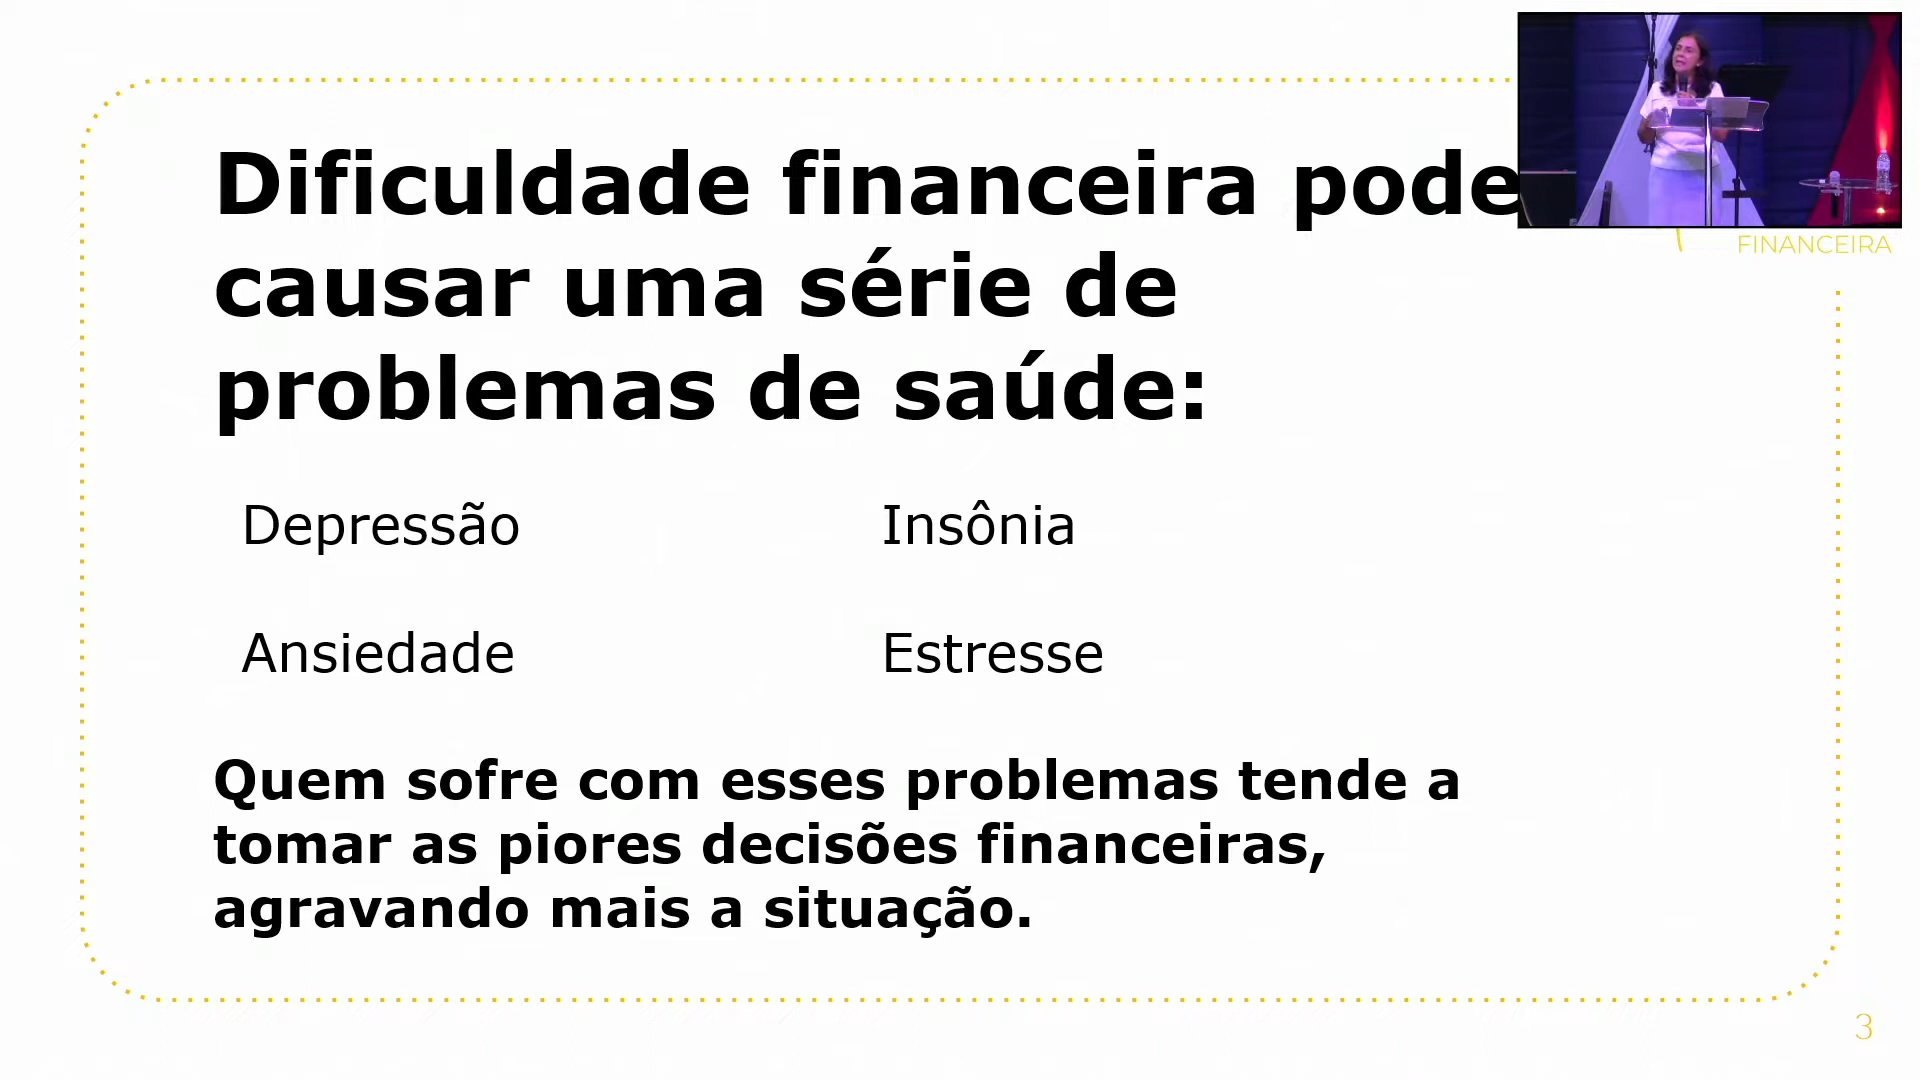 Dificuldade financeira pode
causar uma série de
problemas de saúde:
FINANCEIRA
Depressão
Insônia
Ansiedade
Estresse
Quem sofre com esses problemas tende a
tomar as piores decisões financeiras,
agravando mais a situação.
3